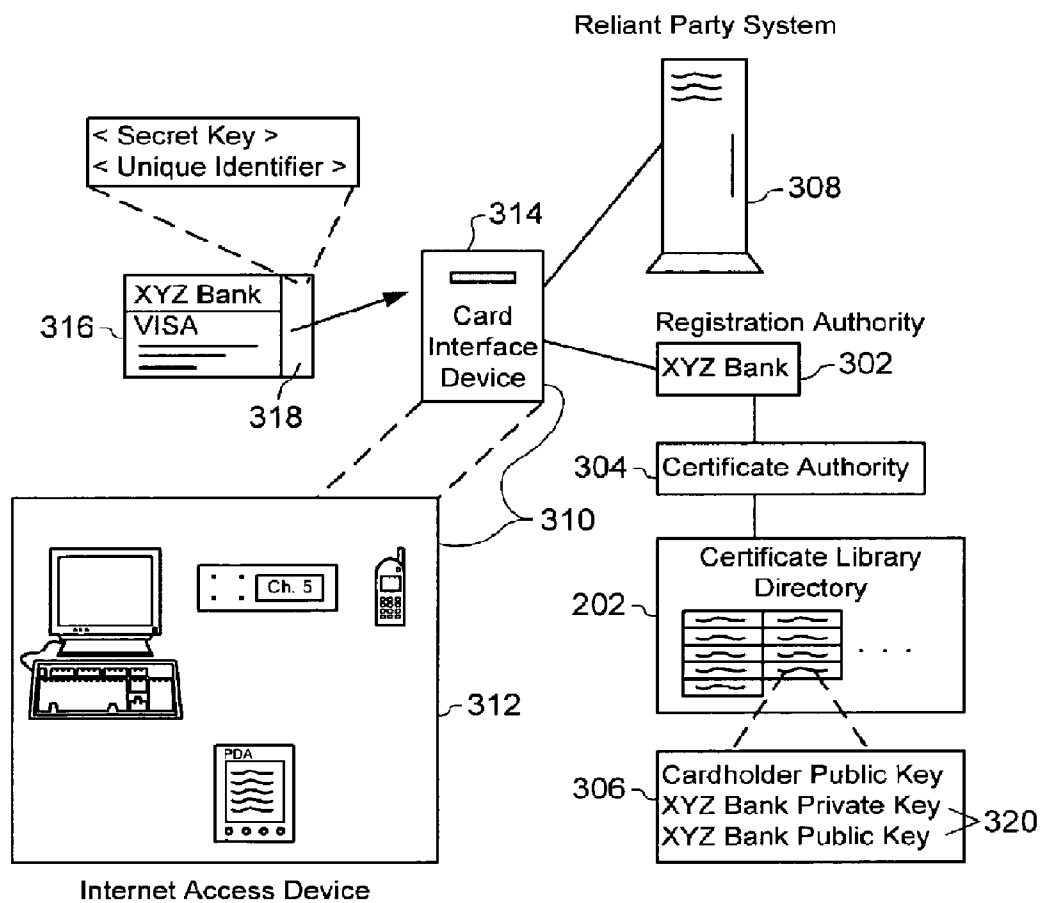 Reliant Party System
308
< Secret Key >
< Unique Identifier >
314
XYZ Bank
VISA
316
318
Card
Interface
Device
Registration Authority
XYZ Bank
302
304
Certificate Authority
310
Certificate Library
Directory
202
. . .
Ch. 5
312
PDA
306
Cardholder Public Key
XYZ Bank Private Key
XYZ Bank Public Key
320
Internet Access Device